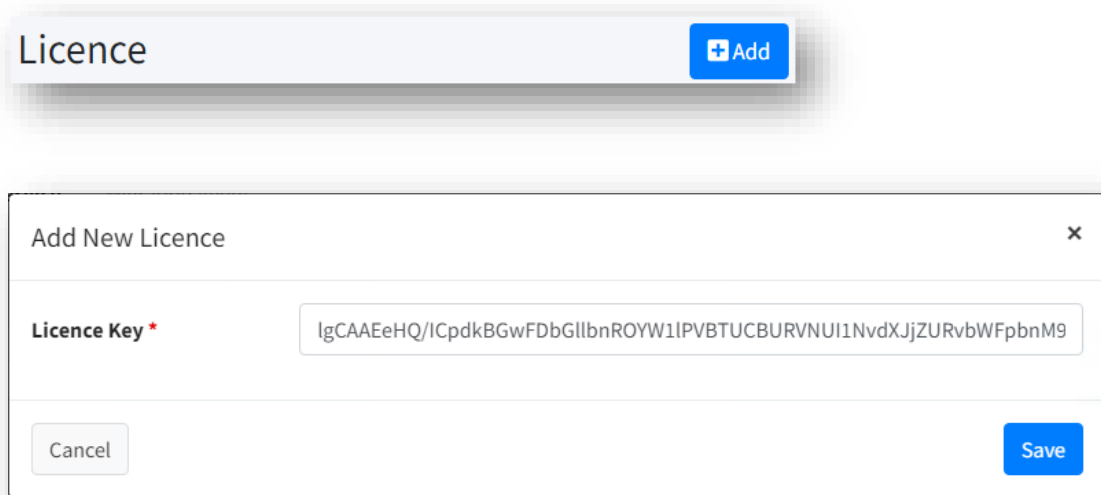 Licence
Add
Add New Licence ×
Licence Key *
lgCAAEeHQ/ICpdkBGwFDbGllbnROYW1lPVBTUCBURVNUI1NvdXJjZURvbWFpbnM9
Cancel
Save